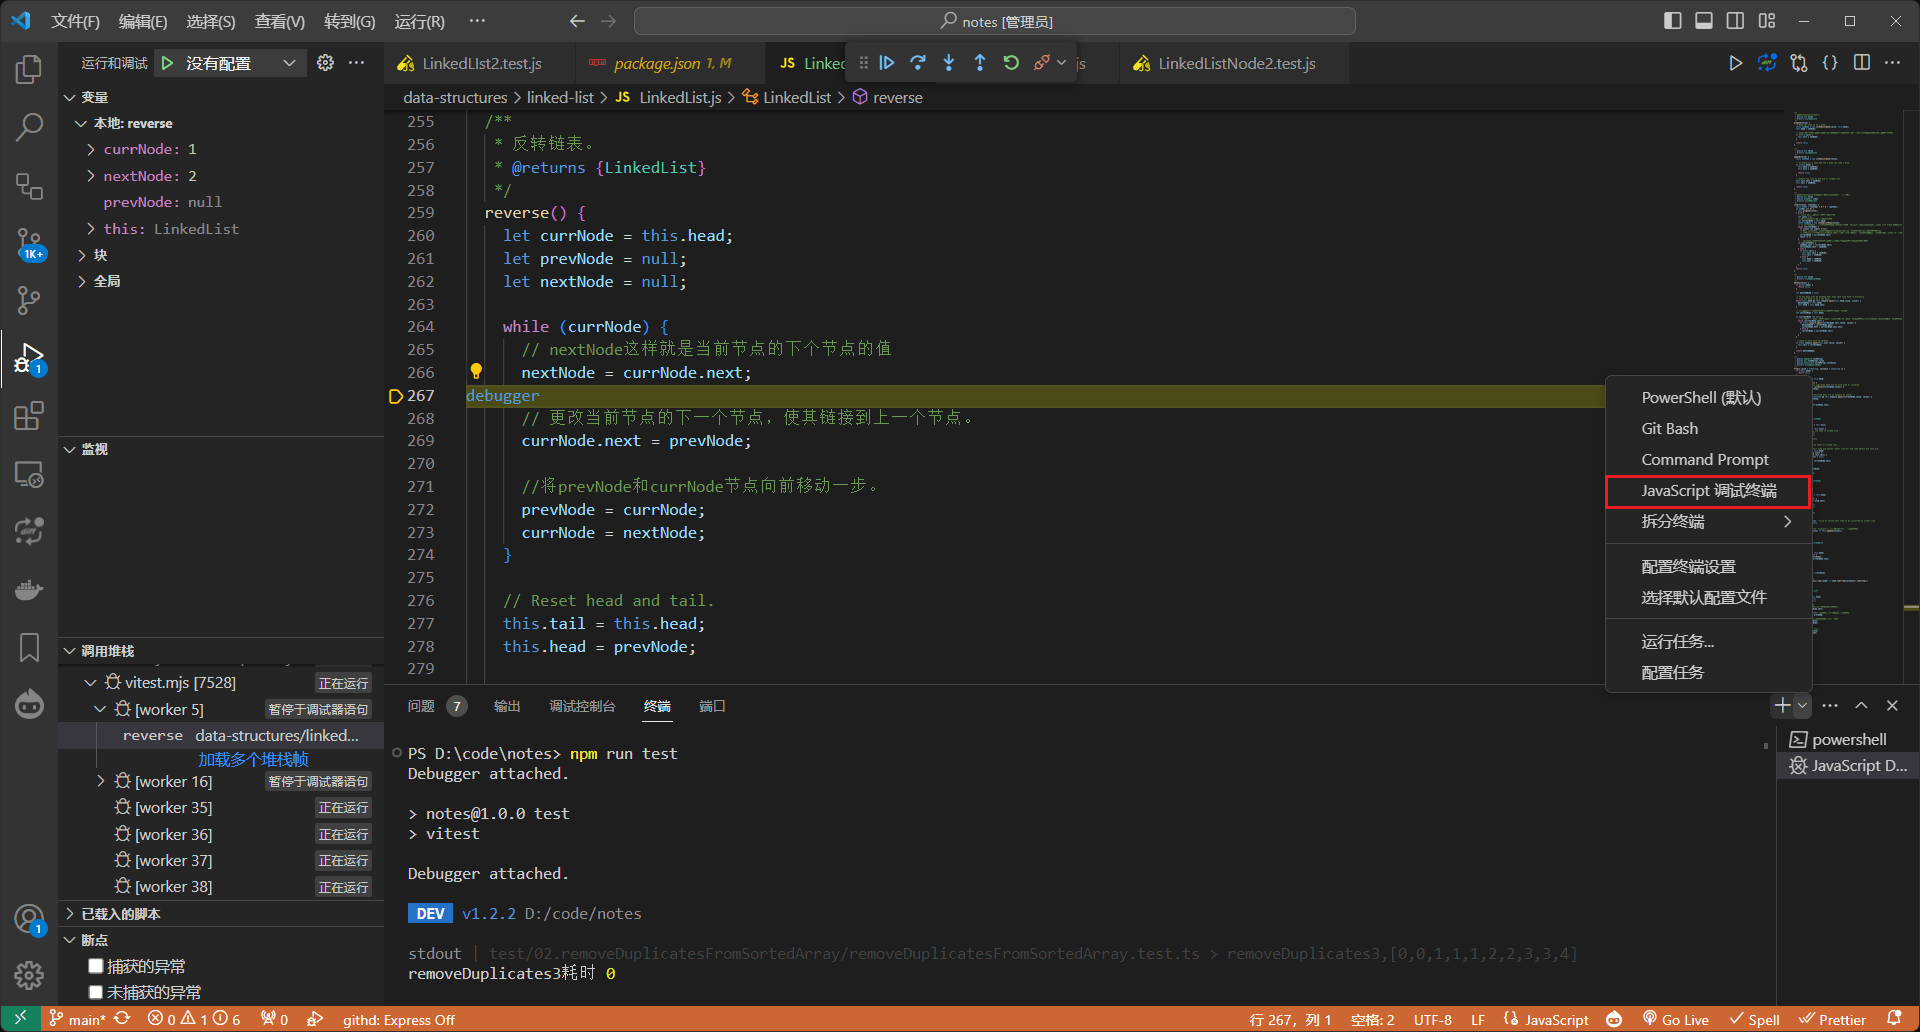 文件(F) 编辑(E) 选择(S) 查看(V) 转到(G) 运行(R) ··· notes [管理员]
运行和调试 没有配置 ···
LinkedLIst2.test.js package.json 1, M JS Linke js LinkedListNode2.test.js
data-structures > linked-list > JS LinkedList.js > LinkedList > reverse
变量
本地: reverse
currNode: 1
nextNode: 2
prevNode: null
this: LinkedList
块
全局
1K+
1
监视
调用堆栈
vitest.mjs [7528] 正在运行
[worker 5] 暂停于调试器语句
reverse data-structures/linked...
加载多个堆栈帧
[worker 16] 暂停于调试器语句
[worker 35] 正在运行
[worker 36] 正在运行
[worker 37] 正在运行
[worker 38] 正在运行
已载入的脚本
断点
捕获的异常
未捕获的异常
1
255 /**
256 * 反转链表。
257 * @returns {LinkedList}
258 */
259 reverse() {
260 let currNode = this.head;
261 let prevNode = null;
262 let nextNode = null;
263
264 while (currNode) {
265 // nextNode这样就是当前节点的下个节点的值
266 nextNode = currNode.next;
267 debugger
268 // 更改当前节点的下一个节点，使其链接到上一个节点。
269 currNode.next = prevNode;
270
271 //将prevNode和currNode节点向前移动一步。
272 prevNode = currNode;
273 currNode = nextNode;
274 }
275
276 // Reset head and tail.
277 this.tail = this.head;
278 this.head = prevNode;
279
PowerShell (默认)
Git Bash
Command Prompt
JavaScript 调试终端
拆分终端
配置终端设置
选择默认配置文件
运行任务...
配置任务
问题 7 输出 调试控制台 终端 端口
PS D:\code\notes> npm run test
Debugger attached.
> notes@1.0.0 test
> vitest
Debugger attached.
DEV v1.2.2 D:/code/notes
stdout | test/02.removeDuplicatesFromSortedArray/removeDuplicatesFromSortedArray.test.ts > removeDuplicates3,[0,0,1,1,1,2,2,3,3,4]
removeDuplicates3耗时 0
powershell
JavaScript D...
main* 0 1 6 0 githd: Express Off 行 267，列 1 空格: 2 UTF-8 LF JavaScript Go Live Spell Prettier